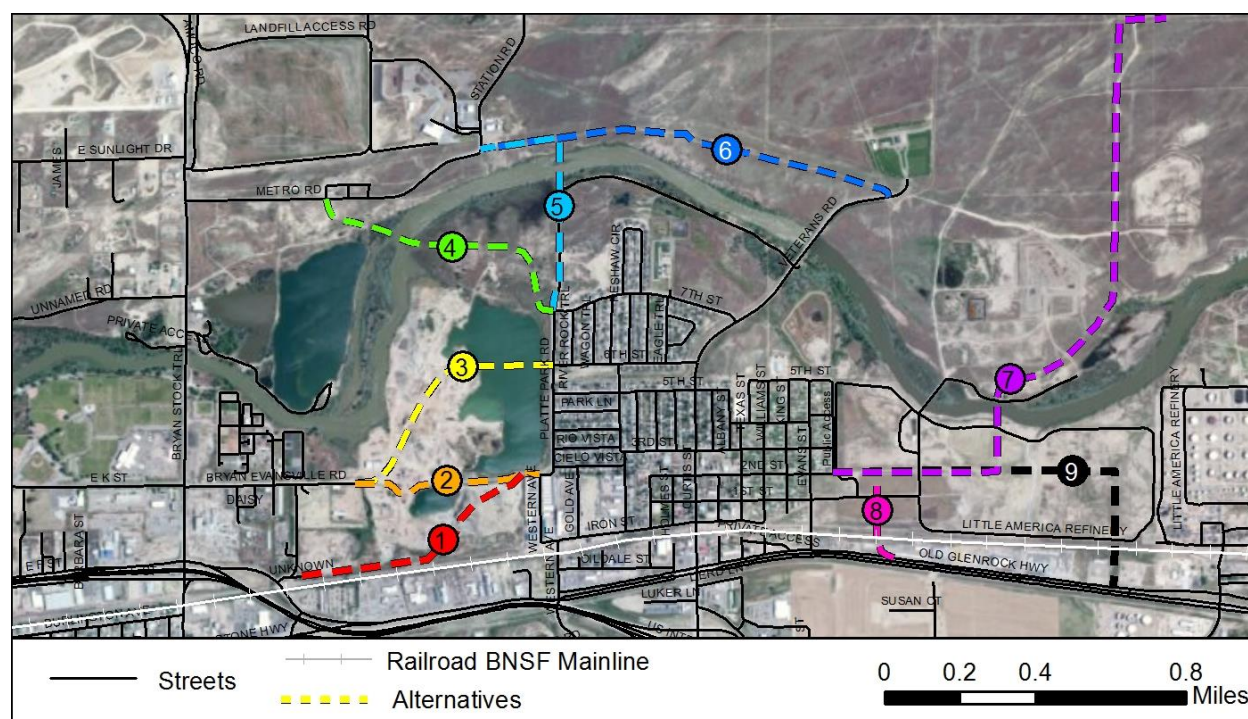 LANDFILL ACCESS RD
STATION RD
E SUNLIGHT DR
JAMES
METRO RD
6
5
4
UNNAMED RD
PRIVATE ACC
BRYAN STOCK TRL
VETERANS RD
7TH ST
EAGLE TRL
WAGON TRAIL
RIVER ROCK TRL
PLATTE PARK RD
6TH ST
3
7
5TH ST
5TH ST
PARK LN
RIO VISTA
CIELO VISTA
3RD ST
2ND ST
1ST ST
ALBANY ST
TEXAS ST
WILLIAMS ST
KING ST
EVANS ST
Public Access
CURTIS ST
HOLMES ST
GOLD AVE
WESTERN AVE
E K ST
BRYAN EVANSVILLE RD
DAISY
2
9
8
1
LITTLE AMERICA REFINERY
LITTLE AMERICA REFINERY
IRON ST
PRIVATE ACCESS
OLD GLENROCK HWY
UNKNOWN
OILDALE ST
LUKER LN
SUSAN CT
BARBARA ST
E F ST
Railroad BNSF Mainline
Streets
Alternatives
0 0.2 0.4 0.8
Miles